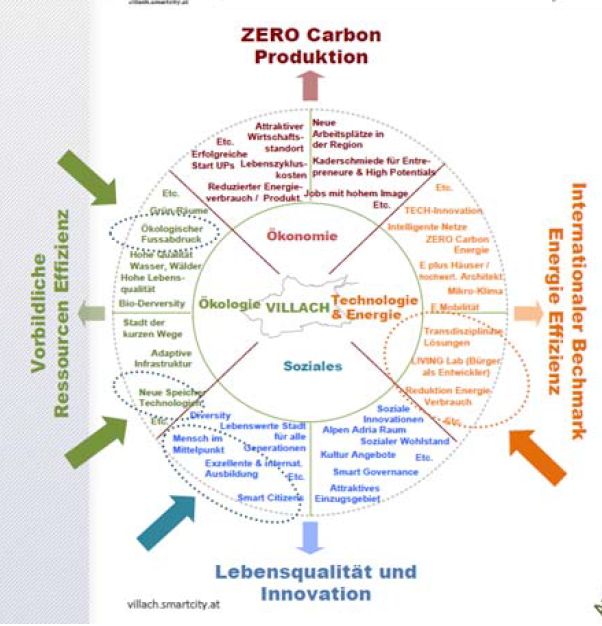 villach.smartcity.at
ZERO Carbon
Produktion
Attraktiver
Wirtschafts-
standort
Etc.
Erfolgreiche
Start UPs
Lebenszyklus-
kosten
Reduzierter Energie-
verbrauch / Produkt.
Neue
Arbeitsplätze in
der Region
Kaderschmiede für Entre-
preneure & High Potentials
Jobs mit hohem Image
Etc.
Ökonomie
Etc.
Grün-Räume
Ökologischer
Fussabdruck
Hohe Qualität
Wasser, Wälder
Hohe Lebens-
qualität
Bio-Derversity
Stadt der
kurzen Wege
Adaptive
Infrastruktur
Neue Speicher
Technologien
Etc.
Vorbildliche
Ressourcen Effizienz
Ökologie
VILLACH
Technologie
& Energie
Soziales
Etc.
TECH-Innovation
Intelligente Netze
ZERO Carbon
Energie
E plus Häuser /
hochwert. Architekt.
Mikro-Klima
E Mobilität
Transdisziplinäre
Lösungen
LIVING Lab (Bürger
als Entwickler)
Reduktion Energie
Verbrauch
Etc.
Internationaler Bechmark
Energie Effizienz
Diversity
Lebenswerte Stadt
für alle
Generationen
Mensch im
Mittelpunkt
Exzellente & internat.
Ausbildung
Etc.
Smart Citizens
Soziale
Innovationen
Alpen Adria Raum
Sozialer Wohlstand
Kultur Angebote
Etc.
Smart Governance
Attraktives
Einzugsgebiet
Lebensqualität und
Innovation
villach.smartcity.at